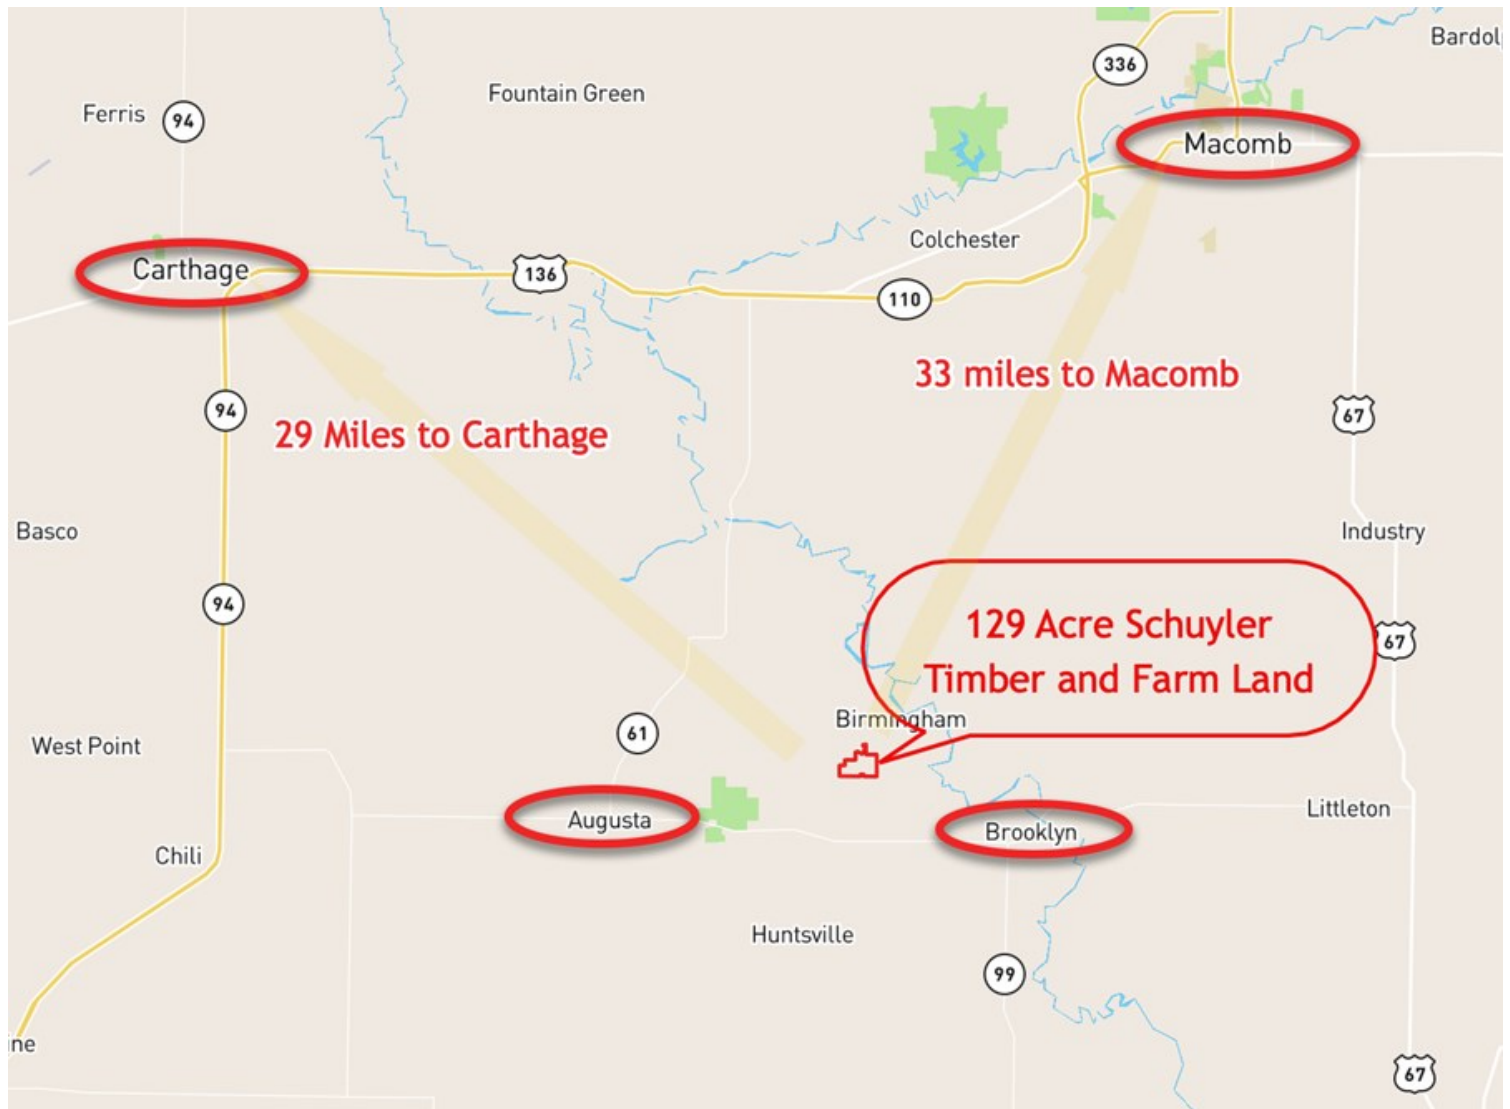 Bardol
336
Fountain Green
Ferris
94
Macomb
Colchester
Carthage
136
110
33 miles to Macomb
94
67
29 Miles to Carthage
Basco
Industry
94
129 Acre Schuyler
Timber and Farm Land
67
Birmingham
61
West Point
Augusta
Brooklyn
Littleton
Chili
Huntsville
99
ine
67